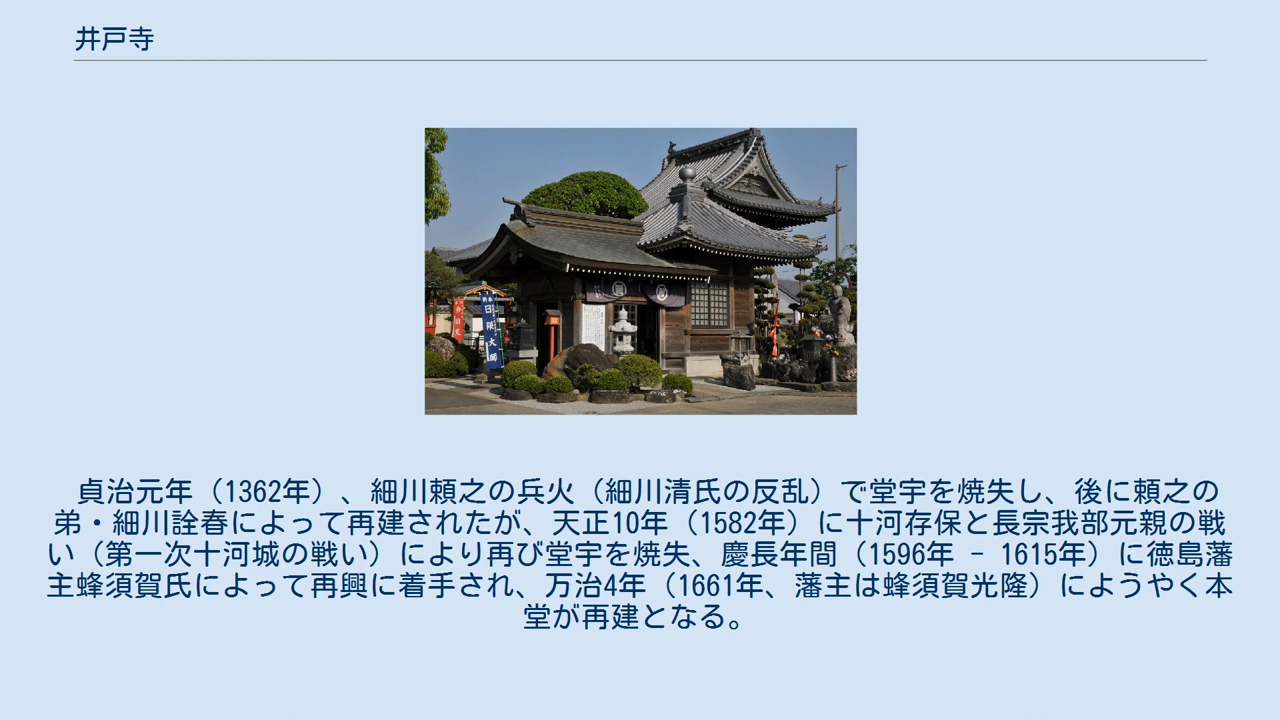 井戸寺
日限大師
貞治元年（1362年）、細川頼之の兵火（細川清氏の反乱）で堂宇を焼失し、後に頼之の
弟・細川詮春によって再建されたが、天正10年（1582年）に十河存保と長宗我部元親の戦
い（第一次十河城の戦い）により再び堂宇を焼失、慶長年間（1596年 - 1615年）に徳島藩
主蜂須賀氏によって再興に着手され、万治4年（1661年、藩主は蜂須賀光隆）にようやく本
堂が再建となる。